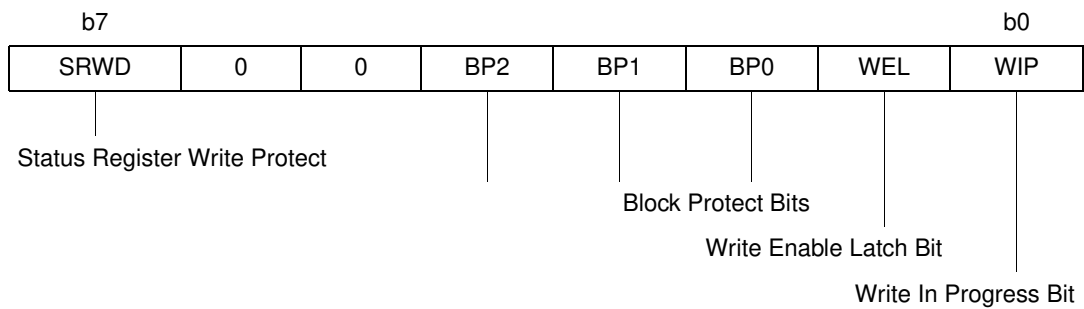 b7 b0
SRWD 0 0 BP2 BP1 BP0 WEL WIP
Status Register Write Protect
Block Protect Bits
Write Enable Latch Bit
Write In Progress Bit